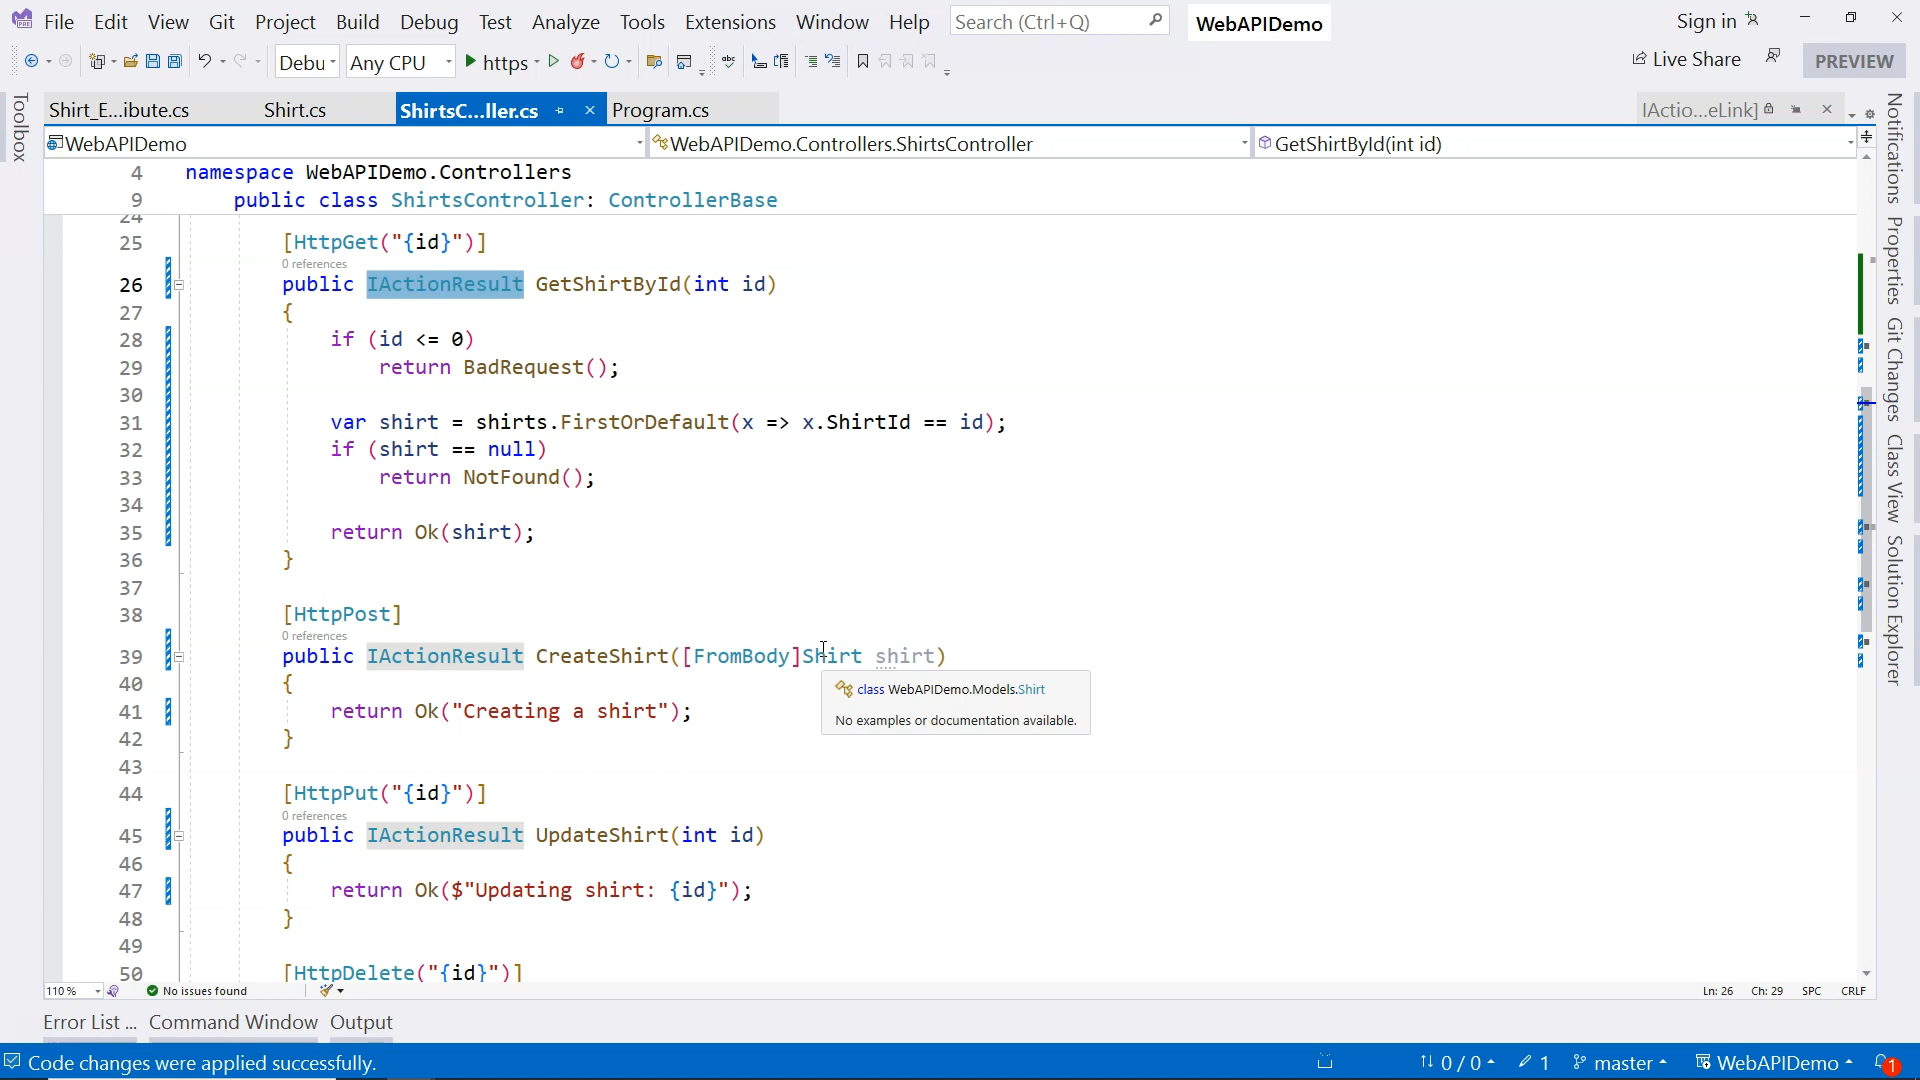 File Edit View Git Project Build Debug Test Analyze Tools Extensions Window Help Search (Ctrl+Q) WebAPIDemo Sign in
Debu Any CPU https Live Share PREVIEW
Shirt_E...ibute.cs Shirt.cs ShirtsC...ller.cs Program.cs IActio...eLink]
WebAPIDemo WebAPIDemo.Controllers.ShirtsController GetShirtById(int id)
Toolbox
Notifications
Properties
Git Changes
Class View
Solution Explorer
4 namespace WebAPIDemo.Controllers
9 public class ShirtsController: ControllerBase
24
25 [HttpGet("{id}")]
0 references
26 public IActionResult GetShirtById(int id)
27 {
28 if (id <= 0)
29 return BadRequest();
30
31 var shirt = shirts.FirstOrDefault(x => x.ShirtId == id);
32 if (shirt == null)
33 return NotFound();
34
35 return Ok(shirt);
36 }
37
38 [HttpPost]
0 references
39 public IActionResult CreateShirt([FromBody]Shirt shirt)
40 {
class WebAPIDemo.Models.Shirt
No examples or documentation available.
41 return Ok("Creating a shirt");
42 }
43
44 [HttpPut("{id}")]
0 references
45 public IActionResult UpdateShirt(int id)
46 {
47 return Ok($"Updating shirt: {id}");
48 }
49
50 [HttpDelete("{id}")]
110 % No issues found Ln: 26 Ch: 29 SPC CRLF
Error List ... Command Window Output
Code changes were applied successfully. 0 / 0 1 master WebAPIDemo 1